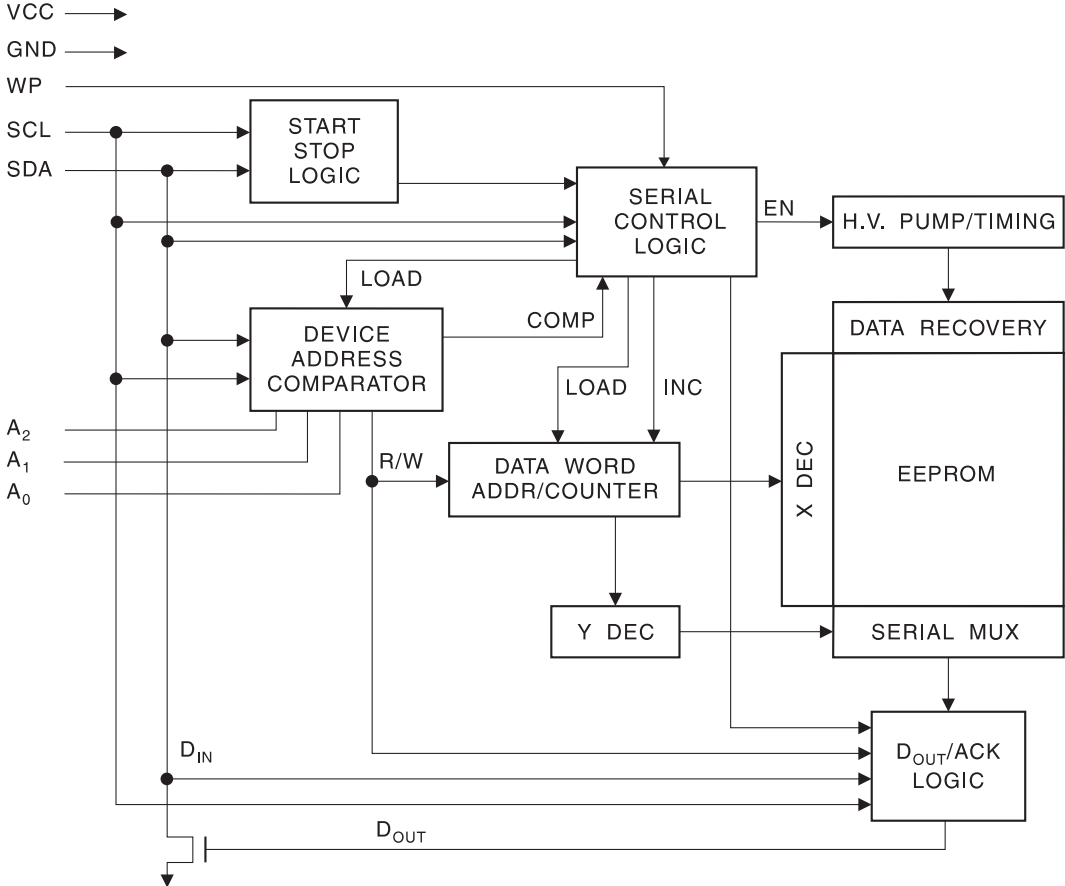 VCC
GND
WP
SCL
SDA
START
STOP
LOGIC
SERIAL
CONTROL
LOGIC
EN
H.V. PUMP/TIMING
LOAD
COMP
DEVICE
ADDRESS
COMPARATOR
DATA RECOVERY
LOAD
INC
A2
A1
A0
R/W
DATA WORD
ADDR/COUNTER
X DEC
EEPROM
Y DEC
SERIAL MUX
DIN
DOUT/ACK
LOGIC
DOUT